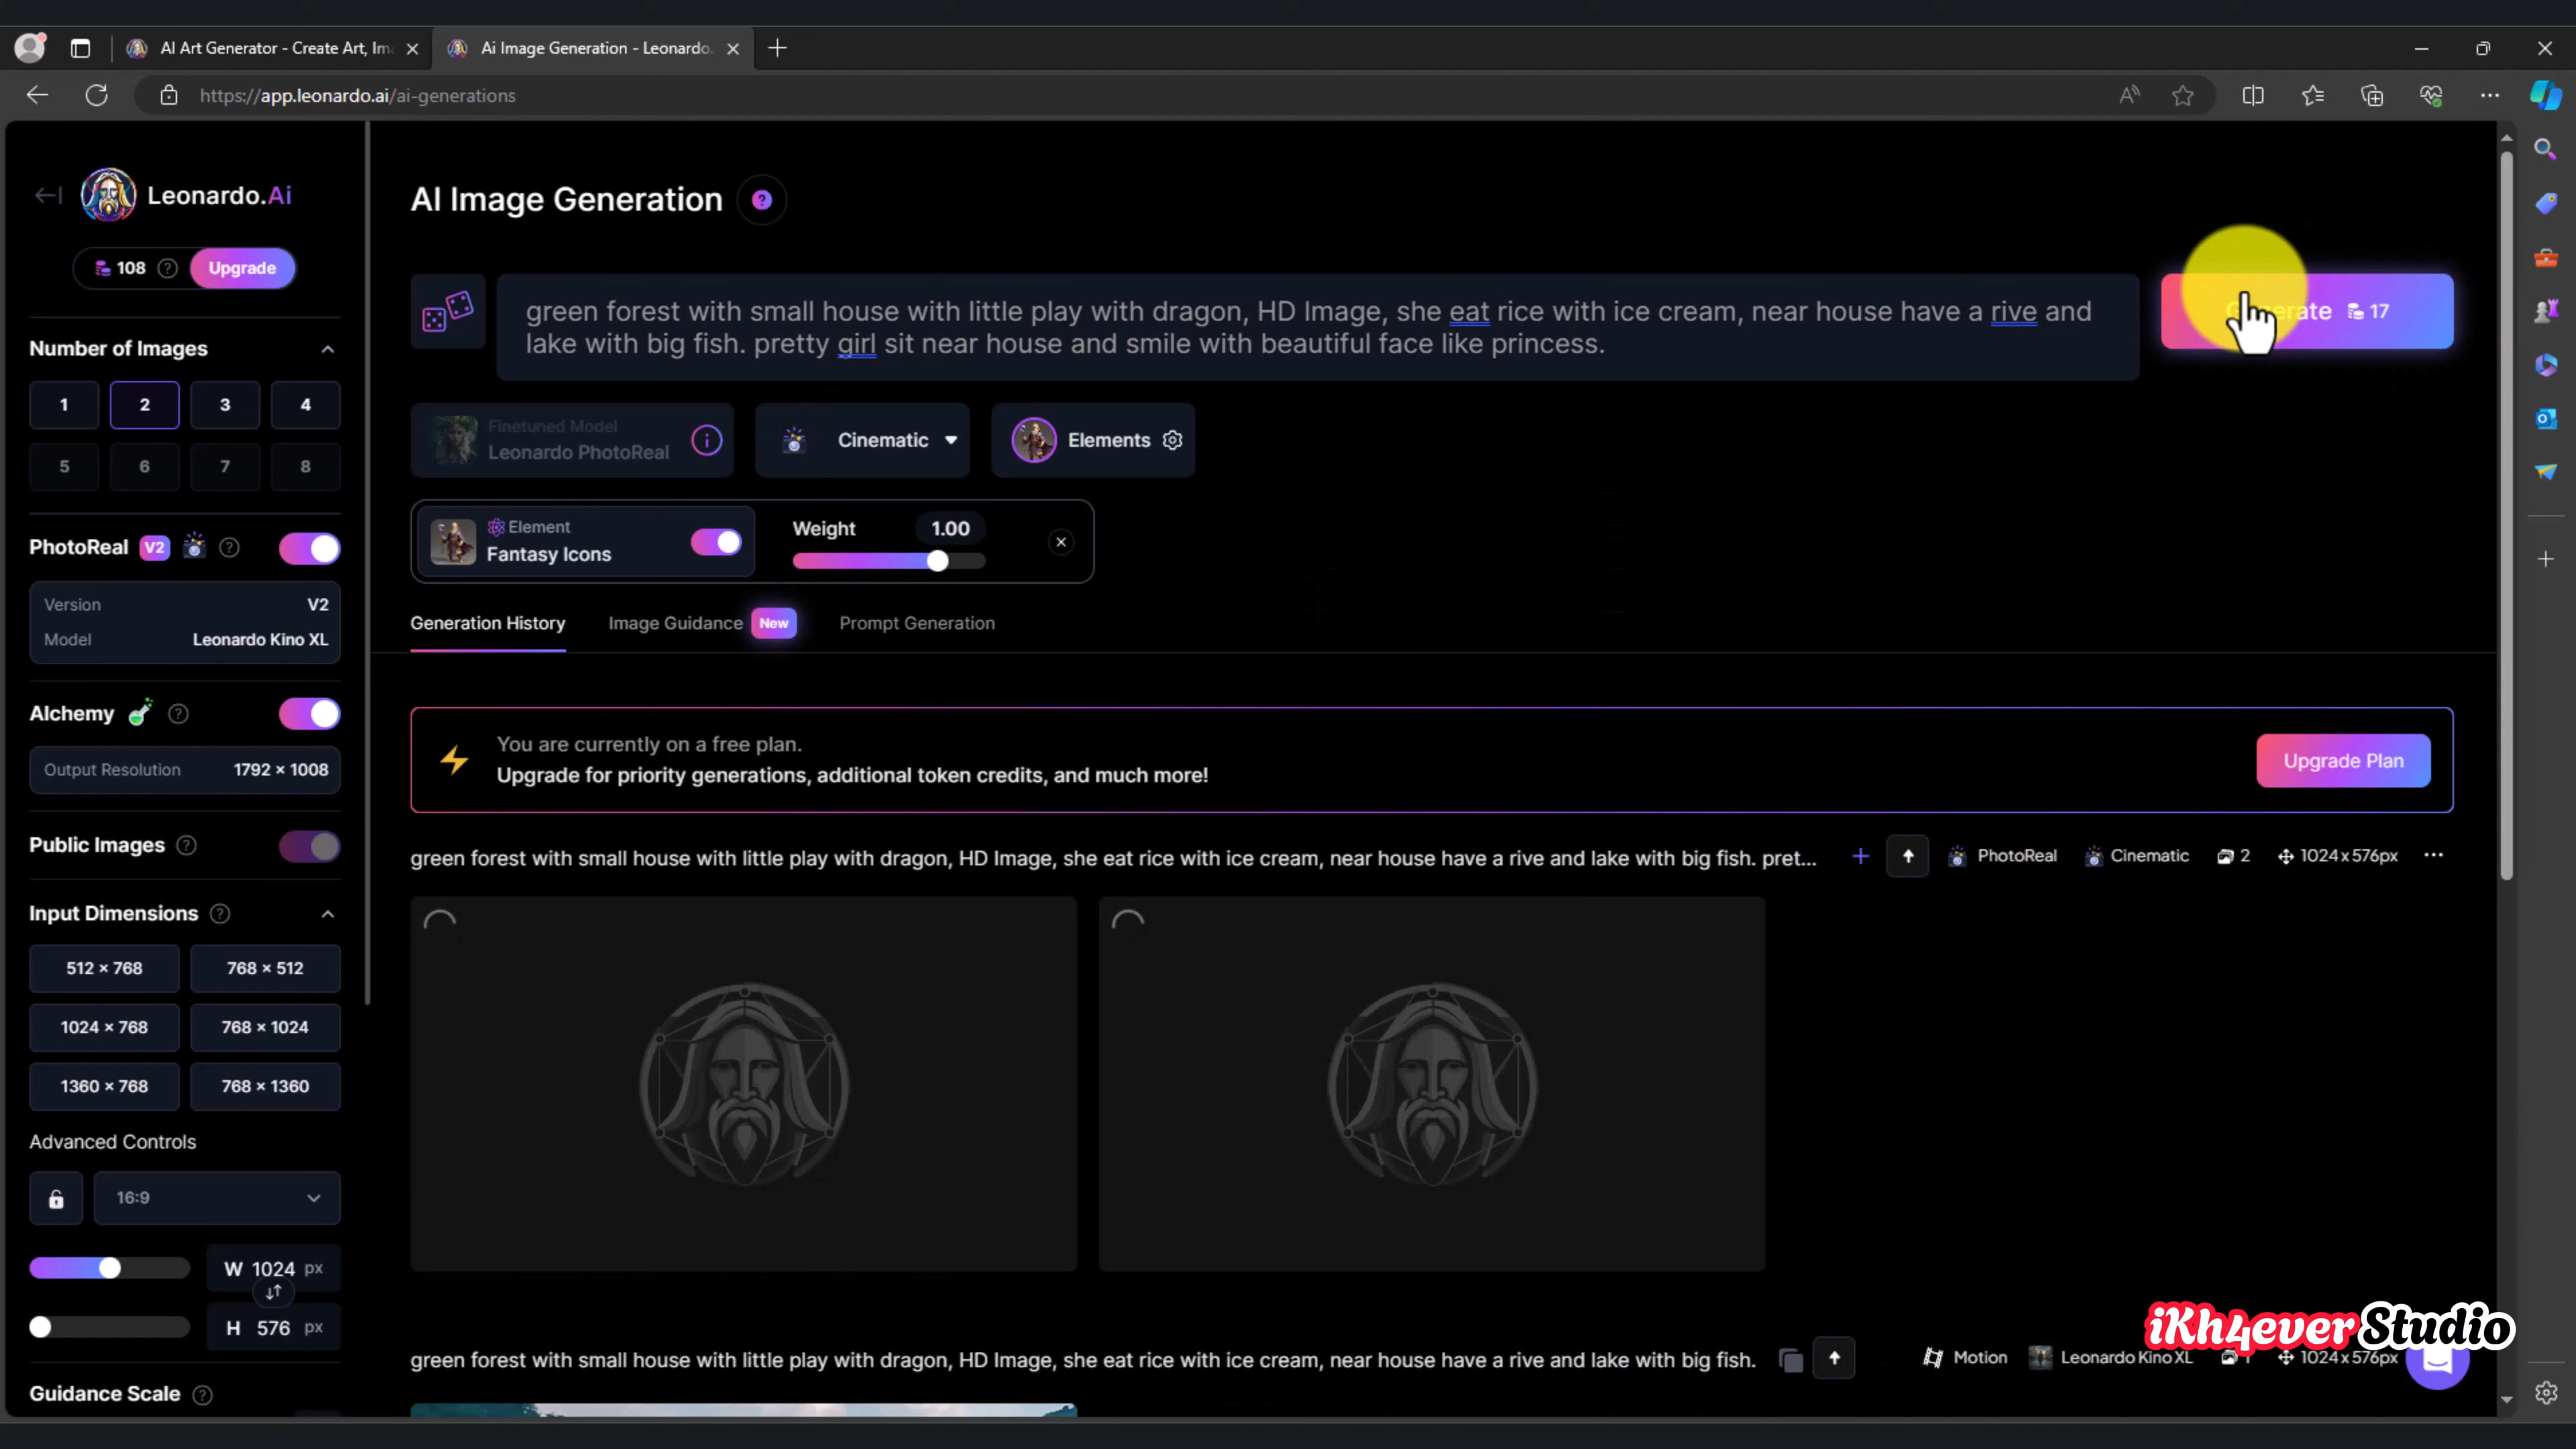 AI Art Generator - Create Art, Im
Ai Image Generation - Leonardo.
https://app.leonardo.ai/ai-generations
Leonardo.Ai
108
Upgrade
Number of Images
1 2 3 4
5 6 7 8
PhotoReal V2
Version V2
Model Leonardo Kino XL
Alchemy
Output Resolution 1792 × 1008
Public Images
Input Dimensions
512 × 768 768 × 512
1024 × 768 768 × 1024
1360 × 768 768 × 1360
Advanced Controls
16:9
W 1024 px
H 576 px
Guidance Scale
AI Image Generation
green forest with small house with little play with dragon, HD Image, she eat rice with ice cream, near house have a rive and
lake with big fish. pretty girl sit near house and smile with beautiful face like princess.
17
Finetuned Model
Leonardo PhotoReal
Cinematic
Elements
Element
Fantasy Icons
Weight 1.00
Generation History Image Guidance New Prompt Generation
You are currently on a free plan.
Upgrade for priority generations, additional token credits, and much more!
Upgrade Plan
green forest with small house with little play with dragon, HD Image, she eat rice with ice cream, near house have a rive and lake with big fish. pret...
PhotoReal Cinematic 2 1024 x 576px
green forest with small house with little play with dragon, HD Image, she eat rice with ice cream, near house have a rive and lake with big fish.
Motion Leonardo Kino XL 1 1024 x 576px
iKh4ever Studio